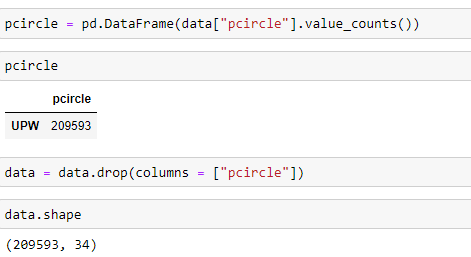 pcircle = pd.DataFrame(data["pcircle"].value_counts())
pcircle
pcircle
UPW 209593
data = data.drop(columns = ["pcircle"])
data.shape
(209593, 34)